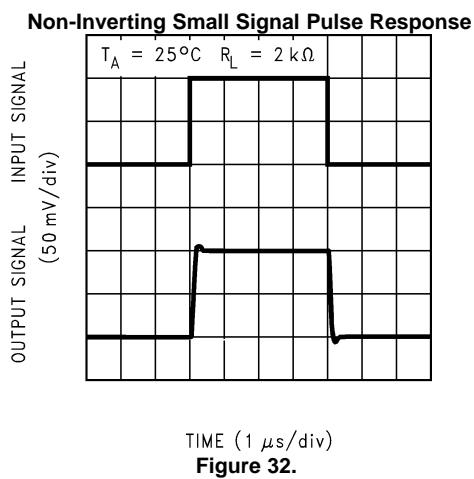 Non-Inverting Small Signal Pulse Response
T_A = 25°C R_L = 2 kΩ
INPUT SIGNAL
OUTPUT SIGNAL
(50 mV/div)
TIME (1 μs/div)
Figure 32.